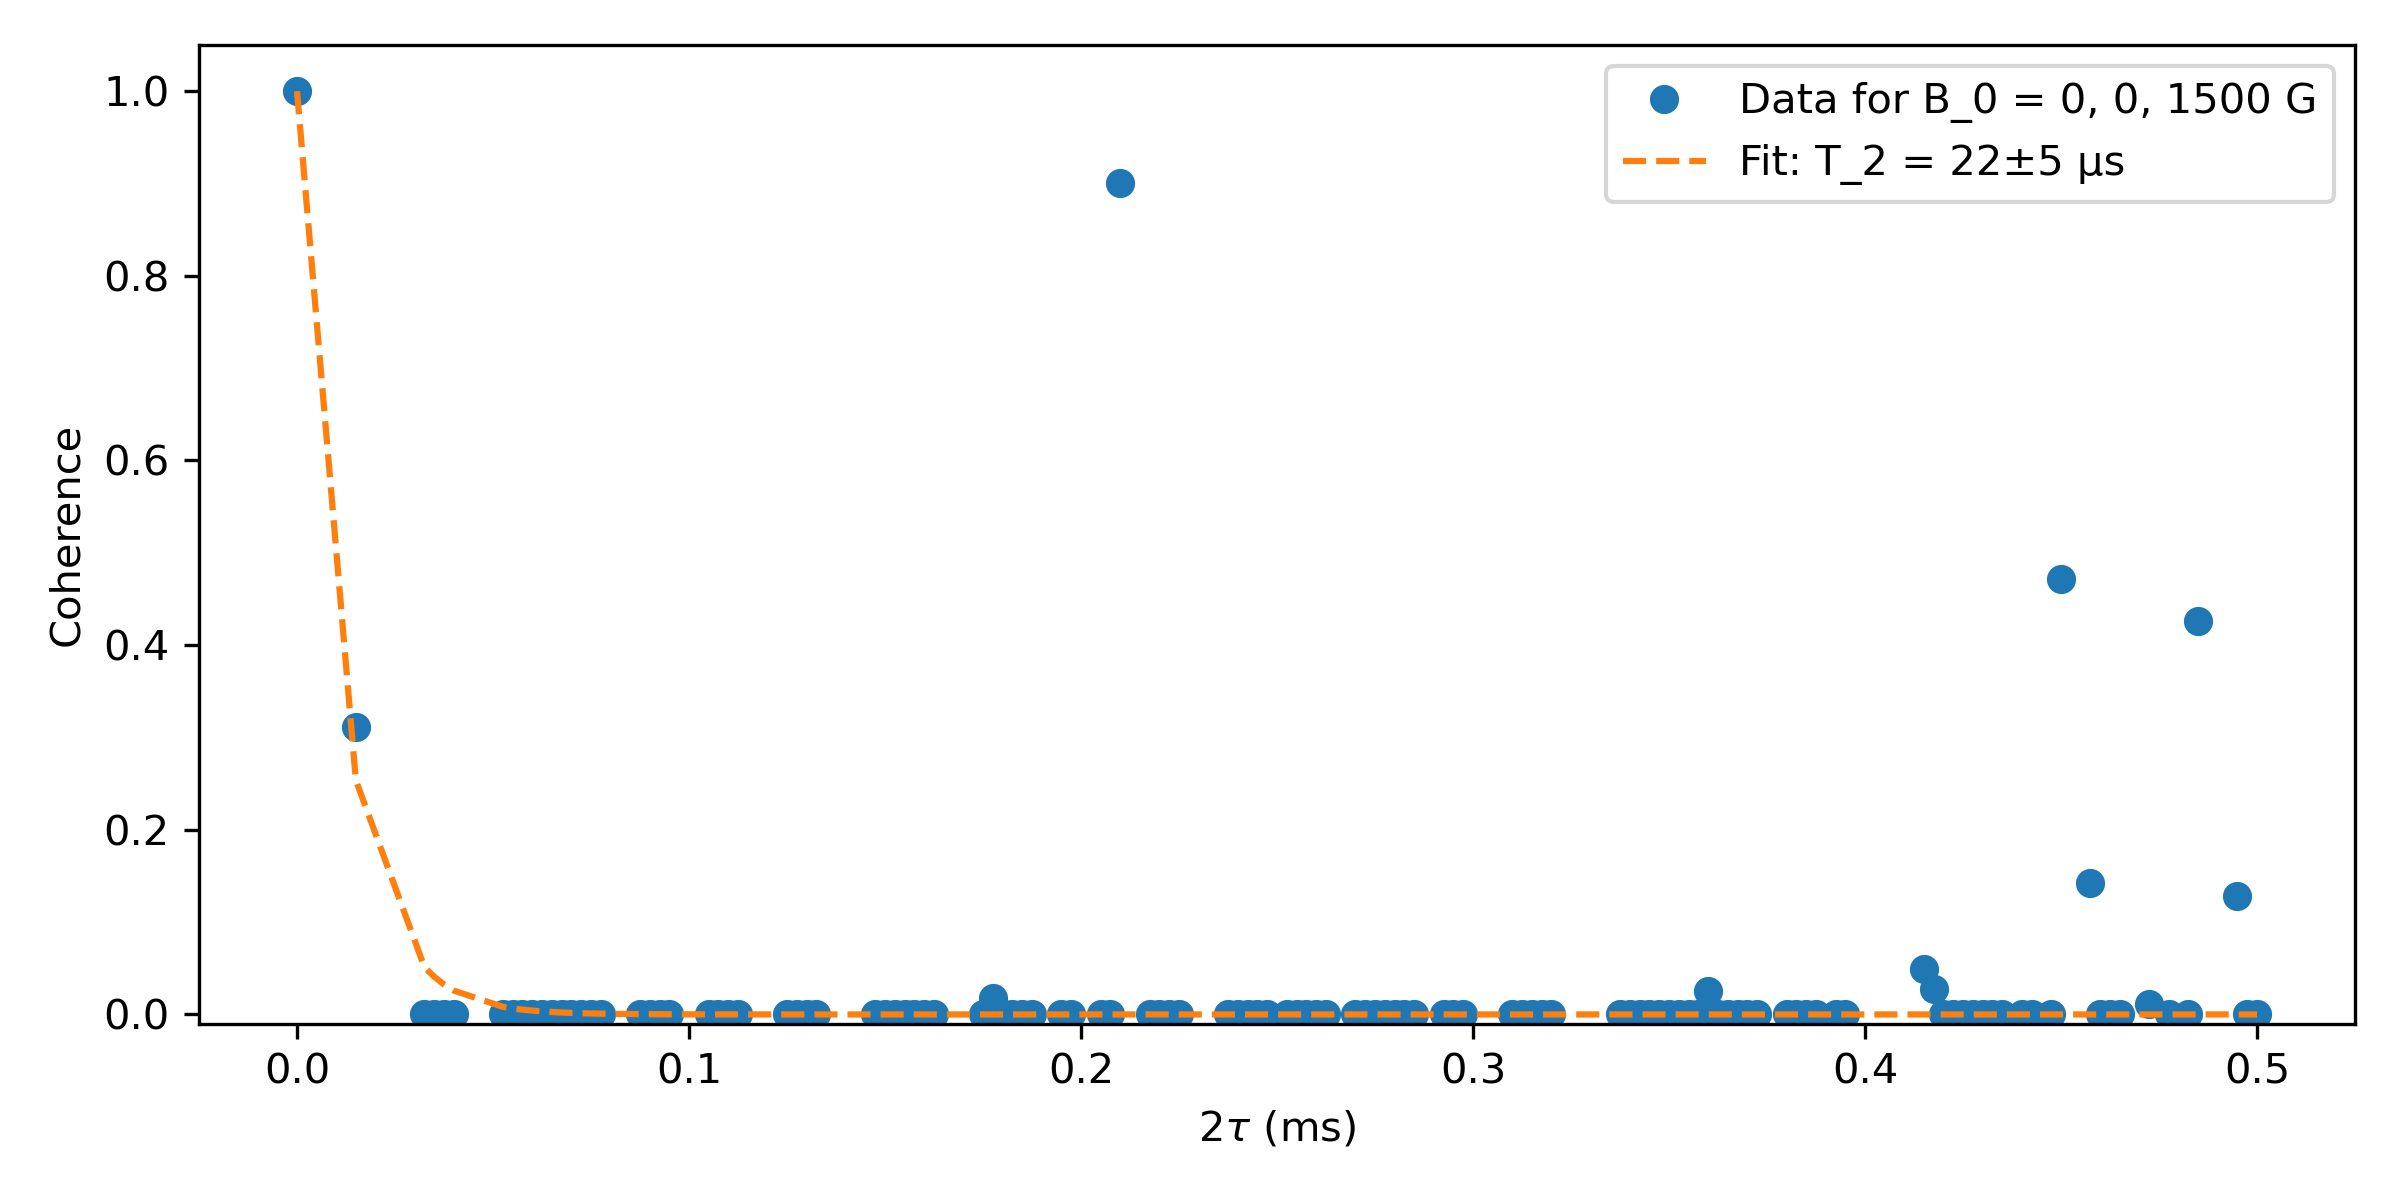 Data for B_0 = 0, 0, 1500 G
Fit: T_2 = 22±5 μs
1.0
0.8
0.6
0.4
0.2
0.0
Coherence
0.0 0.1 0.2 0.3 0.4 0.5
2τ (ms)